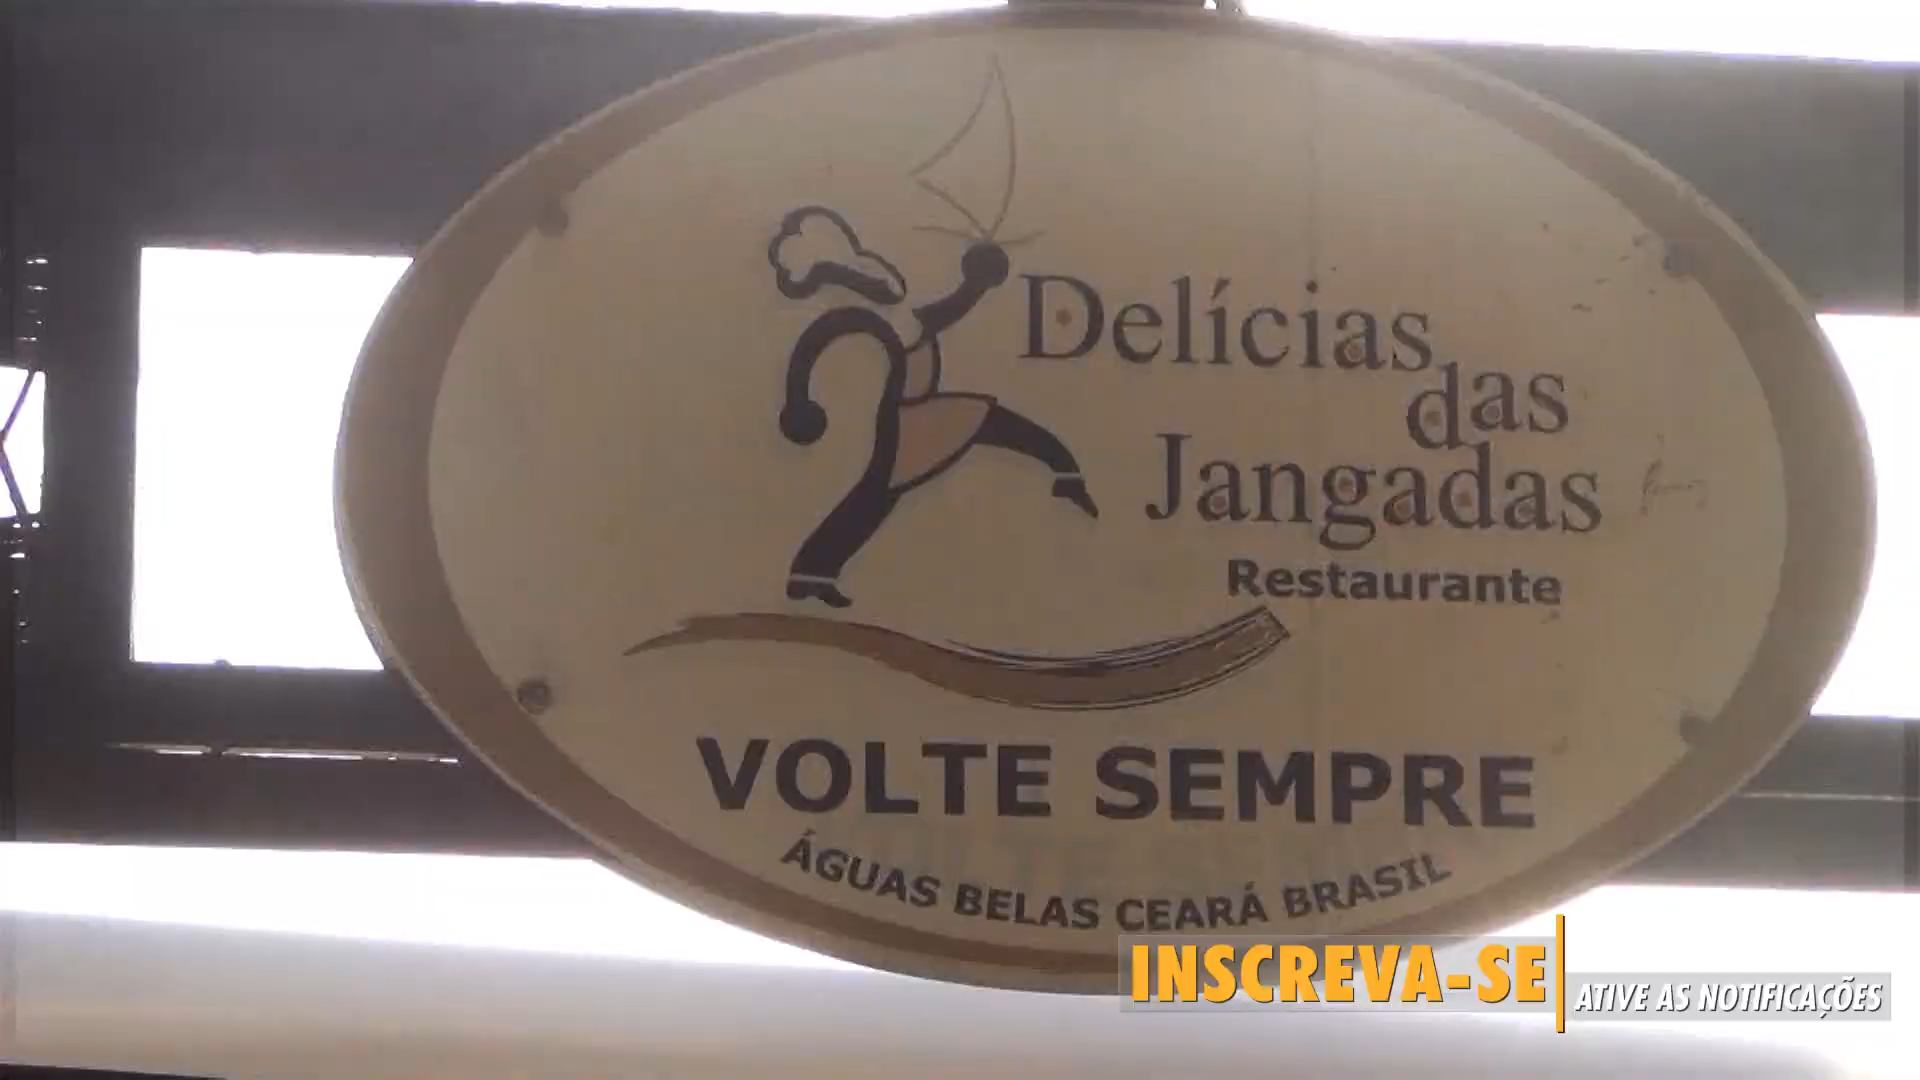 Delícias
das
Jangadas
Restaurante
VOLTE SEMPRE
ÁGUAS BELAS CEARÁ BRASIL
INSCREVA-SE
ATIVE AS NOTIFICAÇÕES